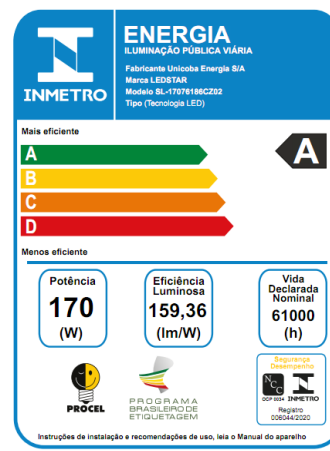 INMETRO
ENERGIA
ILUMINAÇÃO PÚBLICA VIÁRIA
Fabricante Unicoba Energia S/A
Marca LEDSTAR
Modelo SL-17076186CZ02
Tipo (Tecnologia LED)
Mais eficiente
A
A
B
C
D
Menos eficiente
Potência
170
(W)
Eficiência
Luminosa
159,36
(lm/W)
Vida
Declarada
Nominal
61000
(h)
PROCEL
PROGRAMA
BRASILEIRO DE
ETIQUETAGEM
Segurança
Desempenho
NCC
OCP 0034 INMETRO
Registro
006044/2020
Instruções de instalação e recomendações de uso, leia o Manual do aparelho